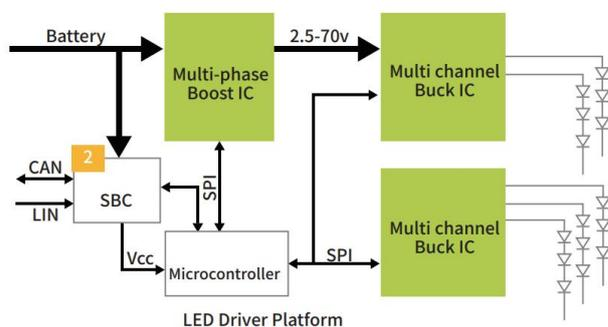 Battery
Multi-phase
Boost IC
2.5-70v
Multi channel
Buck IC
2
CAN
SBC
LIN
SPI
Vcc
Microcontroller
SPI
Multi channel
Buck IC
LED Driver Platform